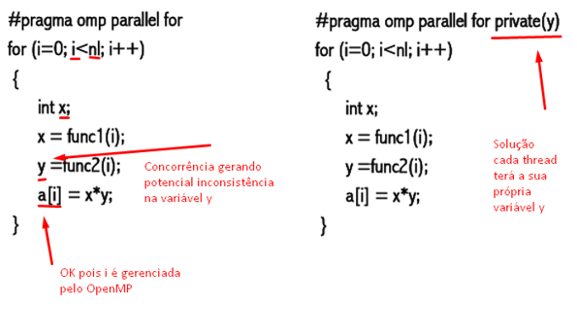 #pragma omp parallel for
for (i=0; i<nl; i++)
{
int x;
x = func1(i);
y =func2(i);
a[i] = x*y;
}
Concorrência gerando
potencial inconsistência
na variável y
OK pois i é gerenciada
pelo OpenMP
#pragma omp parallel for private(y)
for (i=0; i<nl; i++)
{
int x;
x = func1(i);
y =func2(i);
a[i] = x*y;
}
Solução
cada thread
terá a sua
própria
variável y